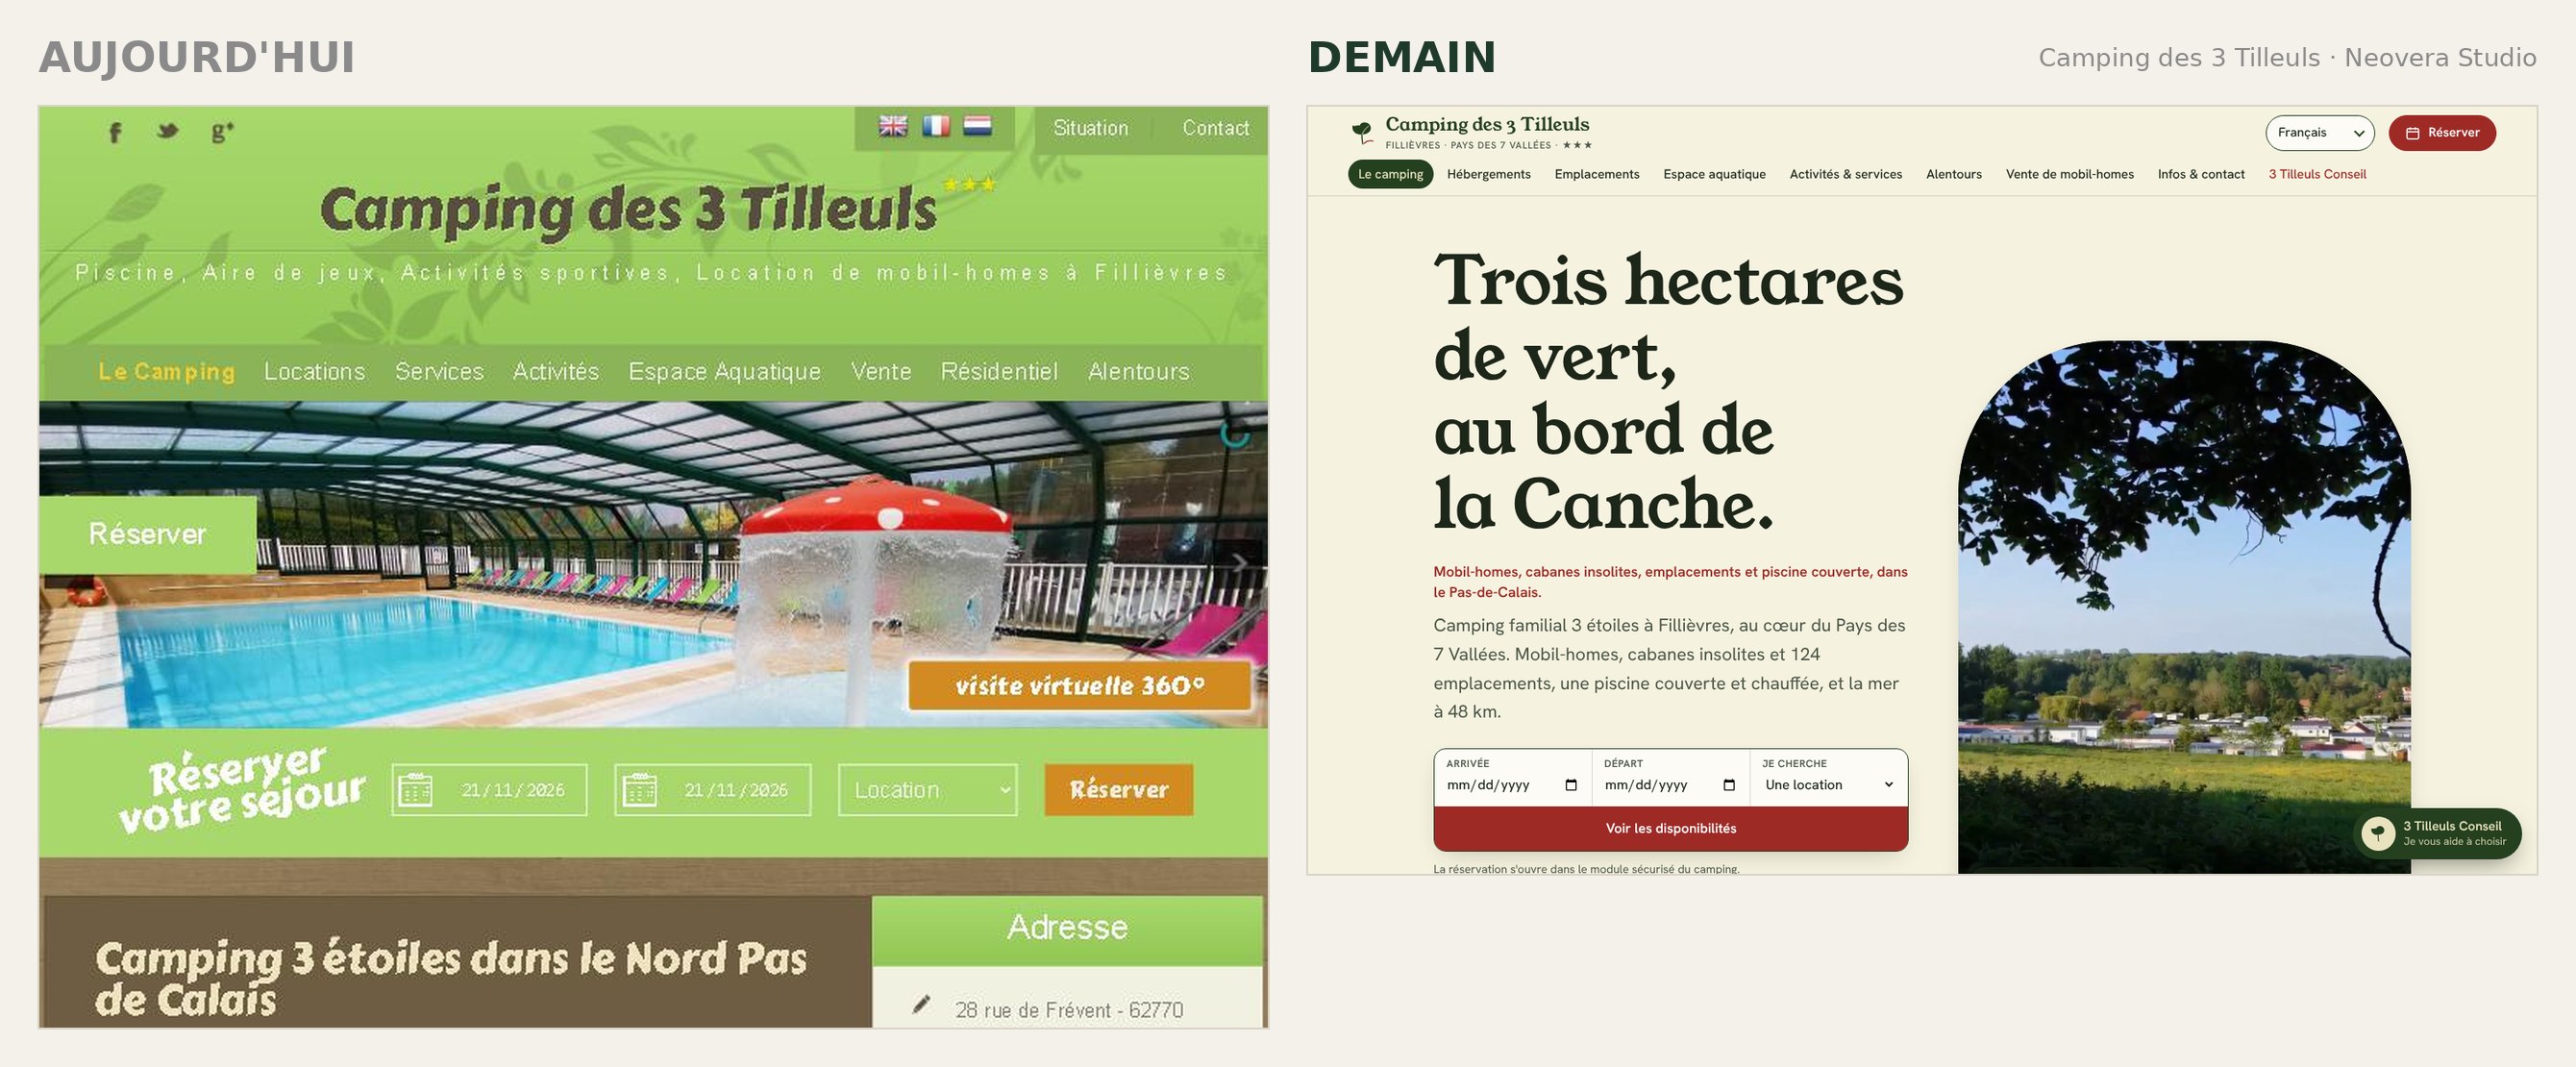 AUJOURD'HUI
DEMAIN
Camping des 3 Tilleuls · Neovera Studio
f g+
Situation
Contact
Camping des 3 Tilleuls ★★★
Piscine, Aire de jeux, Activités sportives, Location de mobil-homes à Fillièvres
Le Camping
Locations
Services
Activités
Espace Aquatique
Vente
Résidentiel
Alentours
Réserver
visite virtuelle 360°
Réserver
votre séjour
21/11/2026
21/11/2026
Location
Réserver
Camping 3 étoiles dans le Nord Pas
de Calais
Adresse
28 rue de Frévent - 62770
Camping des 3 Tilleuls
FILLIÈVRES · PAYS DES 7 VALLÉES · ★★★
Français
Réserver
Le camping
Hébergements
Emplacements
Espace aquatique
Activités & services
Alentours
Vente de mobil-homes
Infos & contact
3 Tilleuls Conseil
Trois hectares
de vert,
au bord de
la Canche.
Mobil-homes, cabanes insolites, emplacements et piscine couverte, dans
le Pas-de-Calais.
Camping familial 3 étoiles à Fillièvres, au cœur du Pays des
7 Vallées. Mobil-homes, cabanes insolites et 124
emplacements, une piscine couverte et chauffée, et la mer
à 48 km.
ARRIVÉE
mm/dd/yyyy
DÉPART
mm/dd/yyyy
JE CHERCHE
Une location
Voir les disponibilités
La réservation s'ouvre dans le module sécurisé du camping.
3 Tilleuls Conseil
Je vous aide à choisir